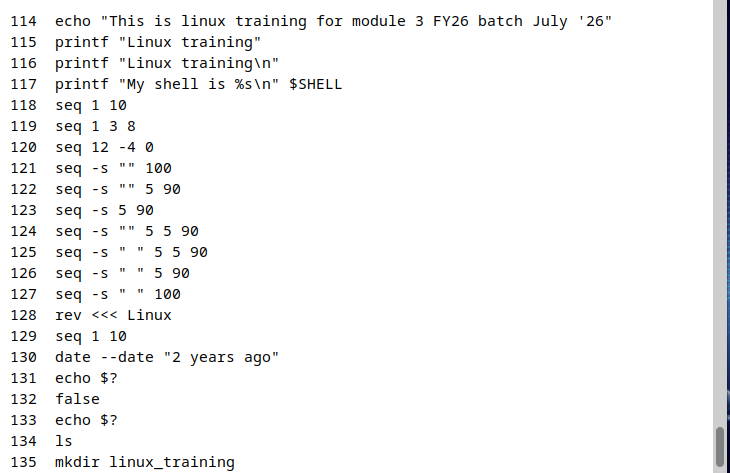 114  echo "This is linux training for module 3 FY26 batch July '26"
115  printf "Linux training"
116  printf "Linux training\n"
117  printf "My shell is %s\n" $SHELL
118  seq 1 10
119  seq 1 3 8
120  seq 12 -4 0
121  seq -s "" 100
122  seq -s "" 5 90
123  seq -s 5 90
124  seq -s "" 5 5 90
125  seq -s " " 5 5 90
126  seq -s " " 5 90
127  seq -s " " 100
128  rev <<< Linux
129  seq 1 10
130  date --date "2 years ago"
131  echo $?
132  false
133  echo $?
134  ls
135  mkdir linux_training